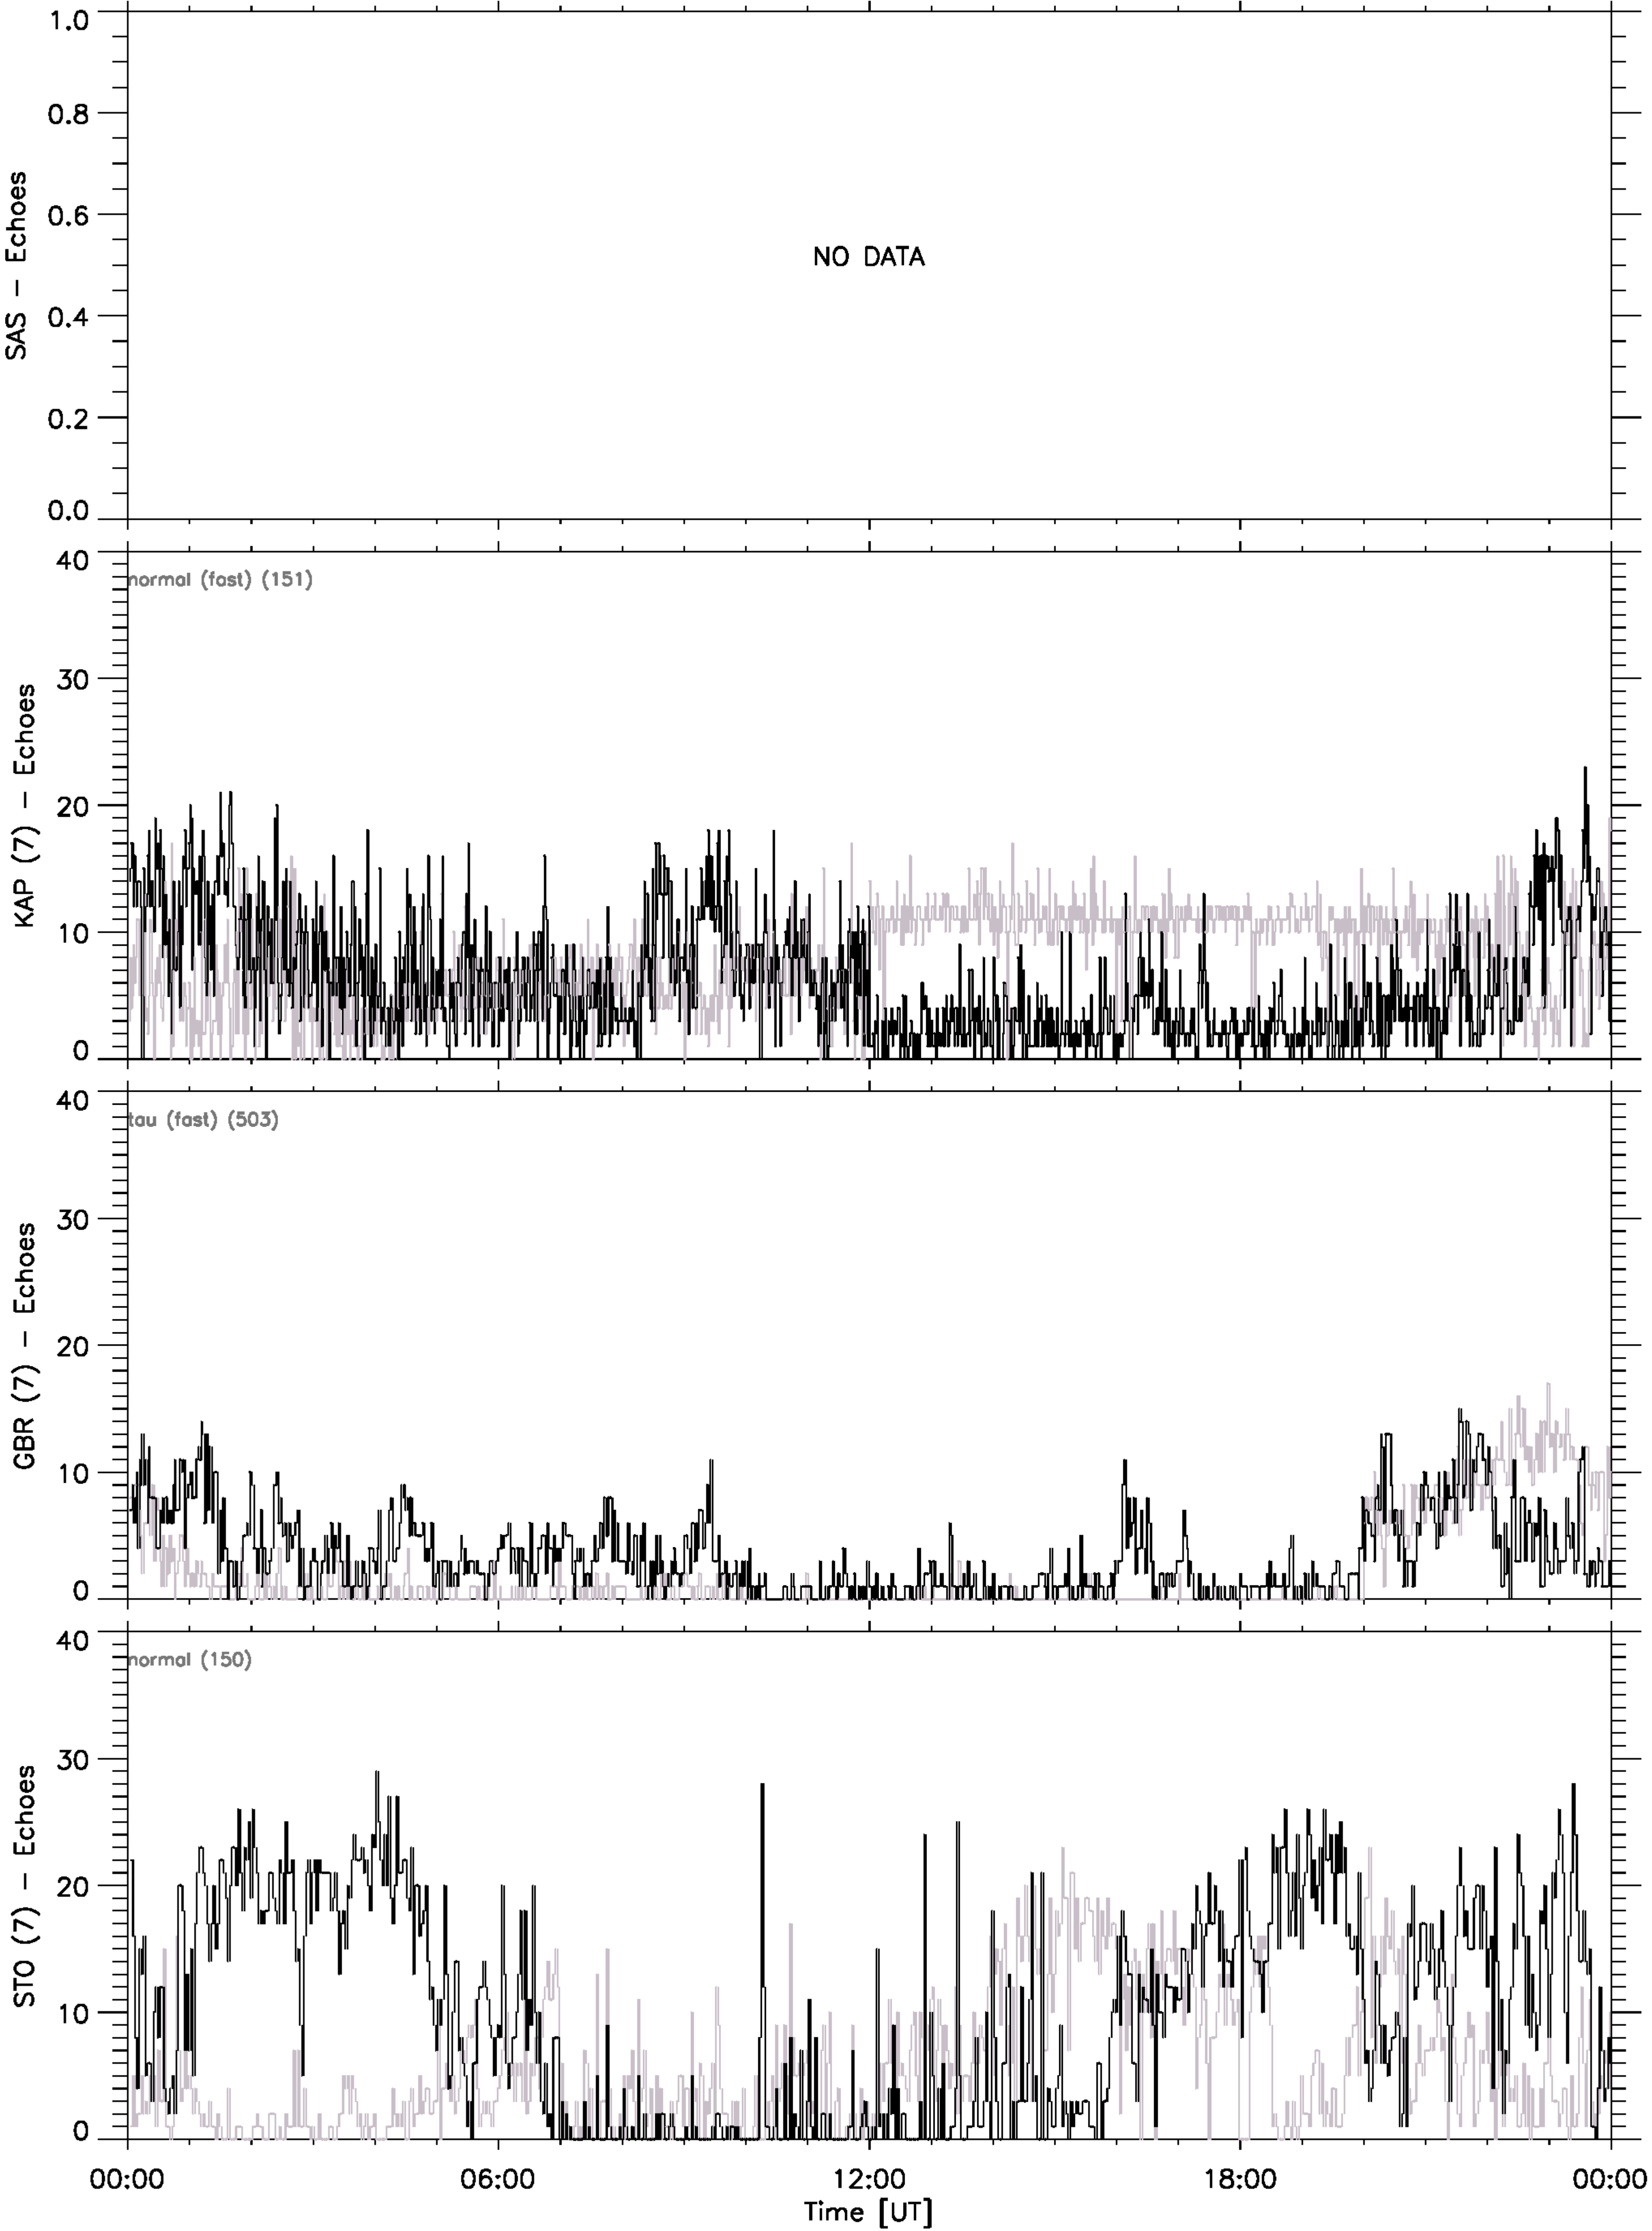 SAS - Echoes
1.0
0.8
0.6
0.4
0.2
0.0
NO DATA
KAP (7) - Echoes
40
30
20
10
0
normal (fast) (151)
GBR (7) - Echoes
40
30
20
10
0
tau (fast) (503)
STO (7) - Echoes
40
30
20
10
0
normal (150)
00:00 06:00 12:00 18:00 00:00
Time [UT]